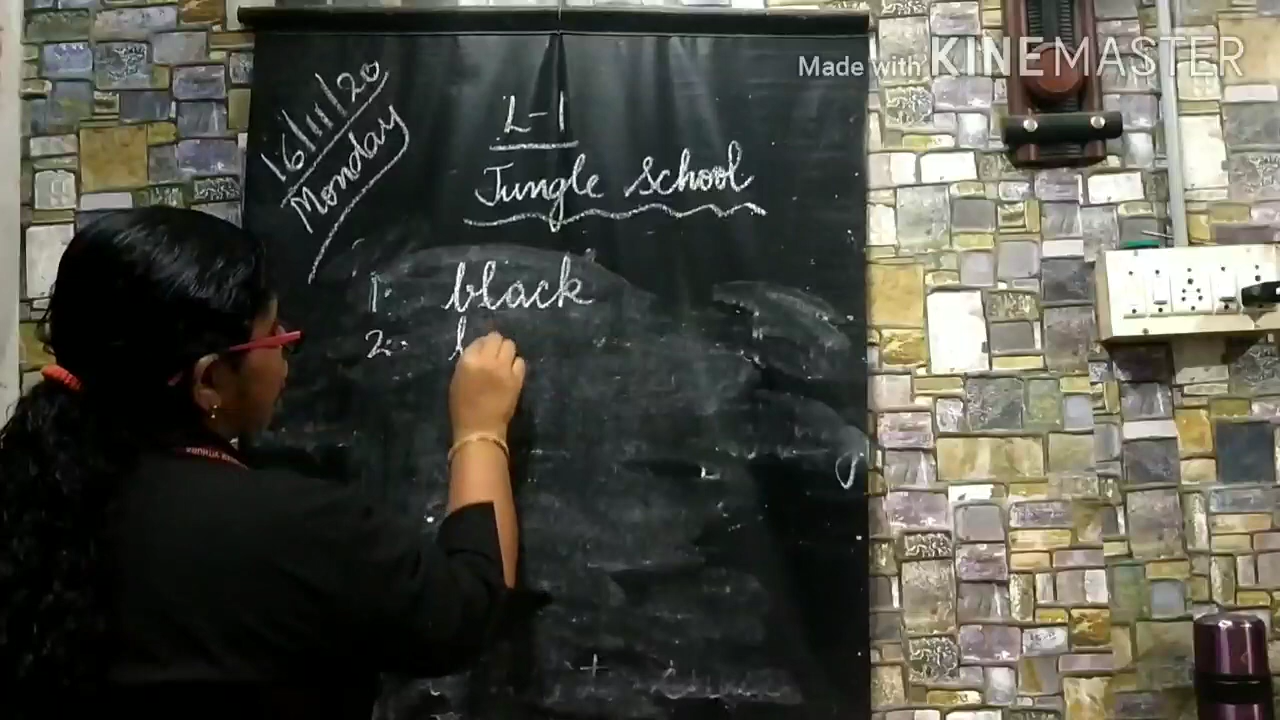 Made with KINEMASTER
16/11/20
Monday
L-1
Jungle School
1. black
2.